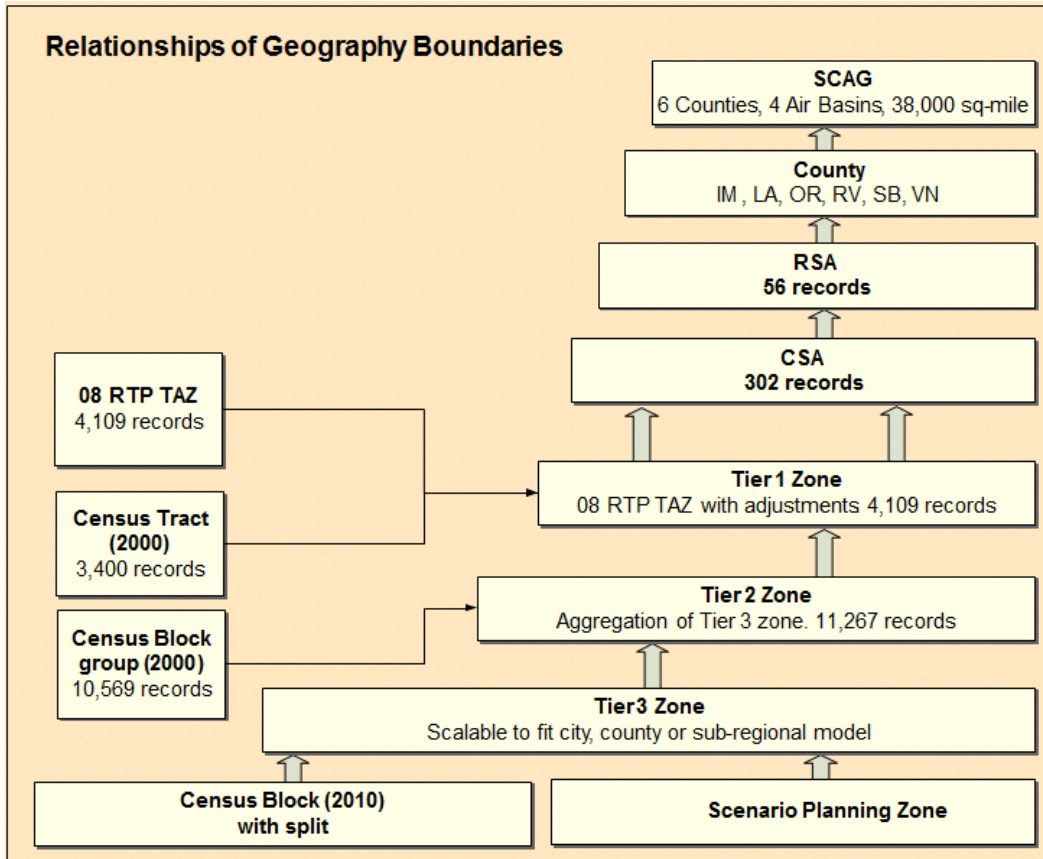 Relationships of Geography Boundaries
SCAG
6 Counties, 4 Air Basins, 38,000 sq-mile
County
IM , LA, OR, RV, SB, VN
RSA
56 records
CSA
302 records
08 RTP TAZ
4,109 records
Tier 1 Zone
08 RTP TAZ with adjustments. 4,109 records
Census Tract
(2000)
3,400 records
Tier 2 Zone
Aggregation of Tier 3 zone. 11,267 records
Census Block
group (2000)
10,569 records
Tier3 Zone
Scalable to fit city, county or sub-regional model
Census Block (2010)
with split
Scenario Planning Zone